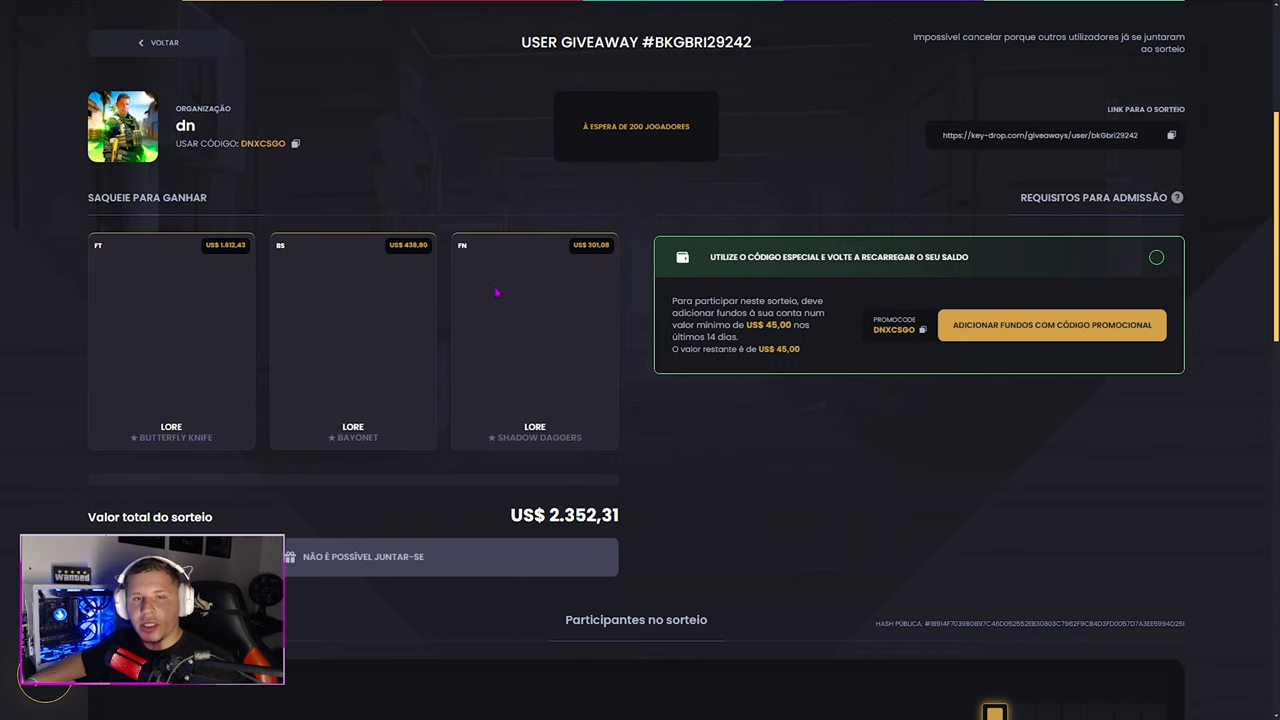 VOLTAR
USER GIVEAWAY #BKGBRI29242
Impossível cancelar porque outros utilizadores já se juntaram
ao sorteio
ORGANIZAÇÃO
dn
USAR CÓDIGO: DNXCSGO
À ESPERA DE 200 JOGADORES
LINK PARA O SORTEIO
https://key-drop.com/giveaways/user/bkGbri29242
SAQUEIE PARA GANHAR
REQUISITOS PARA ADMISSÃO ?
FT
US$ 1.612,43
LORE
★ BUTTERFLY KNIFE
BS
US$ 438,80
LORE
★ BAYONET
FN
US$ 301,08
LORE
★ SHADOW DAGGERS
UTILIZE O CÓDIGO ESPECIAL E VOLTE A RECARREGAR O SEU SALDO
Para participar neste sorteio, deve
adicionar fundos à sua conta num
valor mínimo de US$ 45,00 nos
últimos 14 dias.
O valor restante é de US$ 45,00
PROMOCODE
DNXCSGO
ADICIONAR FUNDOS COM CÓDIGO PROMOCIONAL
Valor total do sorteio
US$ 2.352,31
NÃO É POSSÍVEL JUNTAR-SE
Wanted
Participantes no sorteio
HASH PÚBLICA: